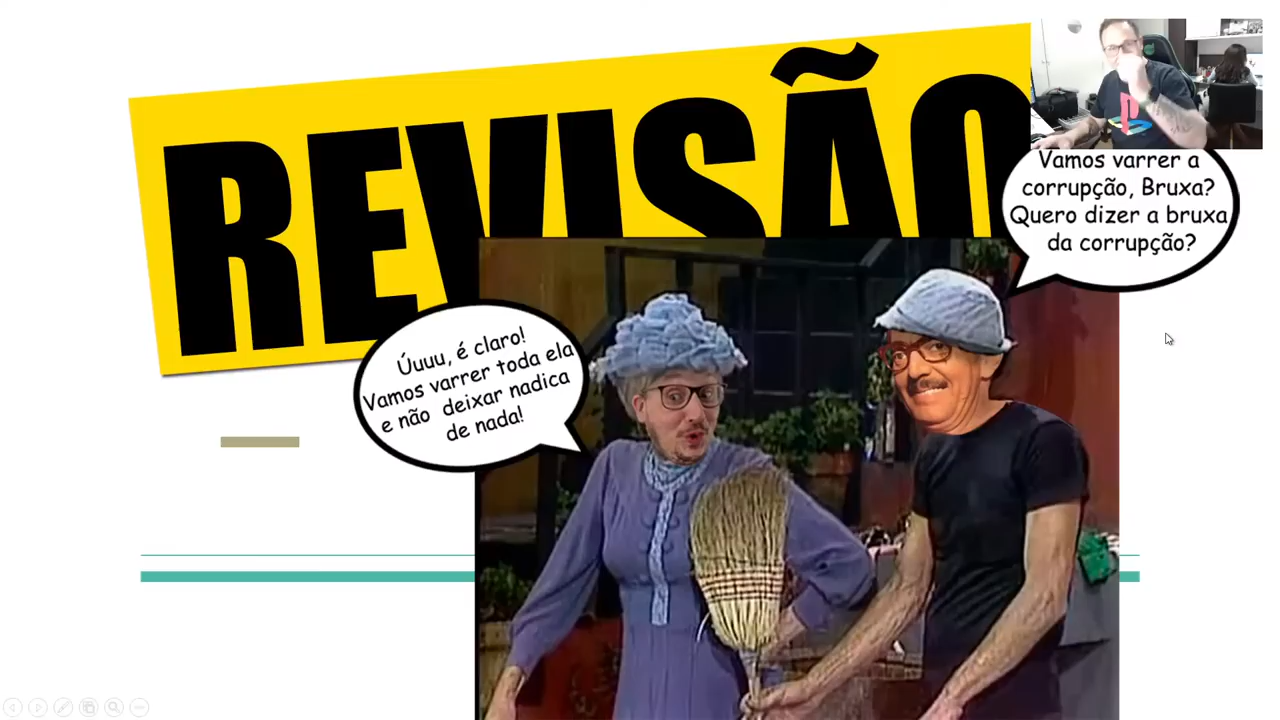 REVISÃO
Vamos varrer a
corrupção, Bruxa?
Quero dizer a bruxa
da corrupção?
Úuuu, é claro!
Vamos varrer toda ela
e não deixar nadica
de nada!